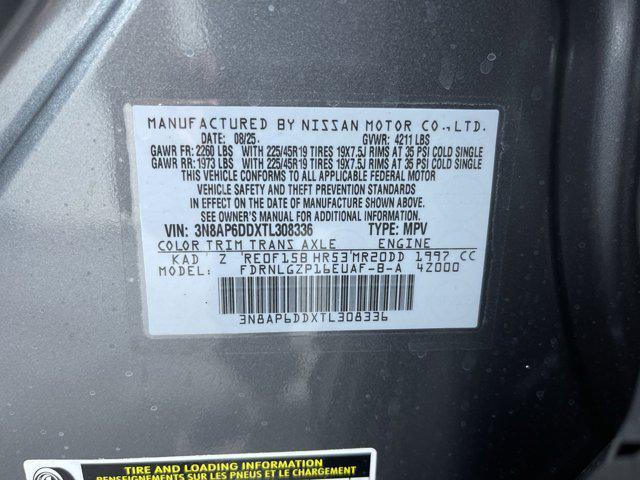 MANUFACTURED BY NISSAN MOTOR CO.,LTD.
DATE: 08/25. GVWR: 4211 LBS
GAWR FR: 2260 LBS WITH 225/45R19 TIRES 19X7.5J RIMS AT 35 PSI COLD SINGLE
GAWR RR: 1973 LBS WITH 225/45R19 TIRES 19X7.5J RIMS AT 35 PSI COLD SINGLE
THIS VEHICLE CONFORMS TO ALL APPLICABLE FEDERAL MOTOR
VEHICLE SAFETY AND THEFT PREVENTION STANDARDS
IN EFFECT ON THE DATE OF MANUFACTURE SHOWN ABOVE.
SEE OWNER'S MANUAL FOR ADDITIONAL INFORMATION.
VIN: 3N8AP6DDXTL308336 TYPE: MPV
COLOR TRIM TRANS AXLE ENGINE
KAD Z RE0F15B HR53 MR20DD 1997 CC
MODEL: FDRNLGZP16EUAF-B-A 4Z000
3N8AP6DDXTL308336
TIRE AND LOADING INFORMATION
RENSEIGNEMENTS SUR LES PNEUS ET LE CHARGEMENT